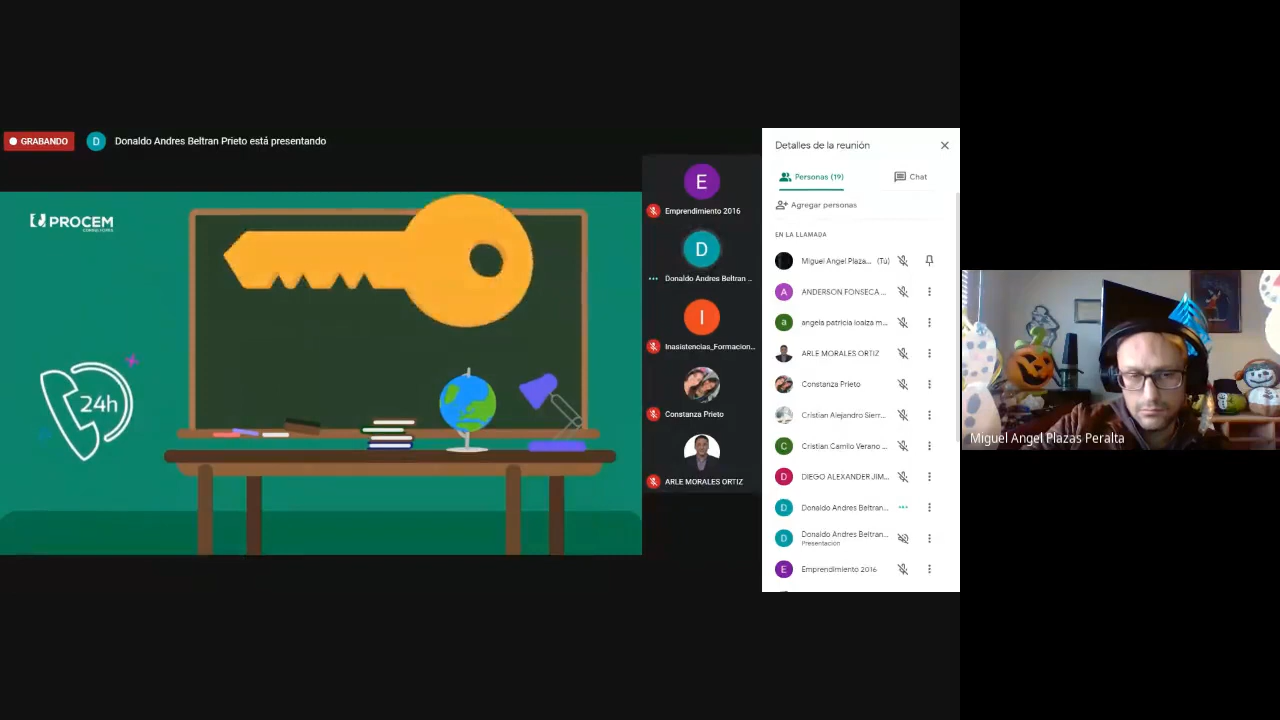 GRABANDO
D
Donaldo Andres Beltran Prieto está presentando
PROCEM
24h
E
Emprendimiento 2016
D
Donaldo Andres Beltran ...
I
Inasistencias_Formacion...
Constanza Prieto
ARLE MORALES ORTIZ
Detalles de la reunión
Personas (19)
Chat
Agregar personas
EN LA LLAMADA
Miguel Angel Plaza... (Tú)
A
ANDERSON FONSECA ...
a
angela patricia loaiza m...
ARLE MORALES ORTIZ
Constanza Prieto
Cristian Alejandro Sierr...
C
Cristian Camilo Verano ...
D
DIEGO ALEXANDER JIM...
D
Donaldo Andres Beltran...
D
Donaldo Andres Beltran...
Presentación
E
Emprendimiento 2016
Miguel Angel Plazas Peralta